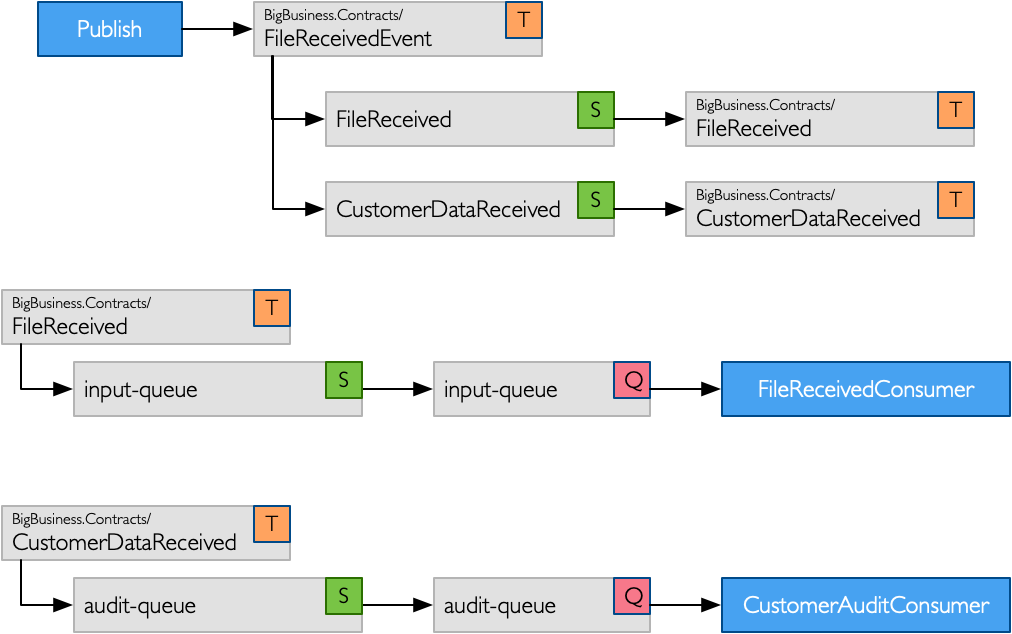 Publish
BigBusiness.Contracts/
FileReceivedEvent
T
FileReceived
S
BigBusiness.Contracts/
FileReceived
T
CustomerDataReceived
S
BigBusiness.Contracts/
CustomerDataReceived
T
BigBusiness.Contracts/
FileReceived
T
input-queue
S
input-queue
Q
FileReceivedConsumer
BigBusiness.Contracts/
CustomerDataReceived
T
audit-queue
S
audit-queue
Q
CustomerAuditConsumer